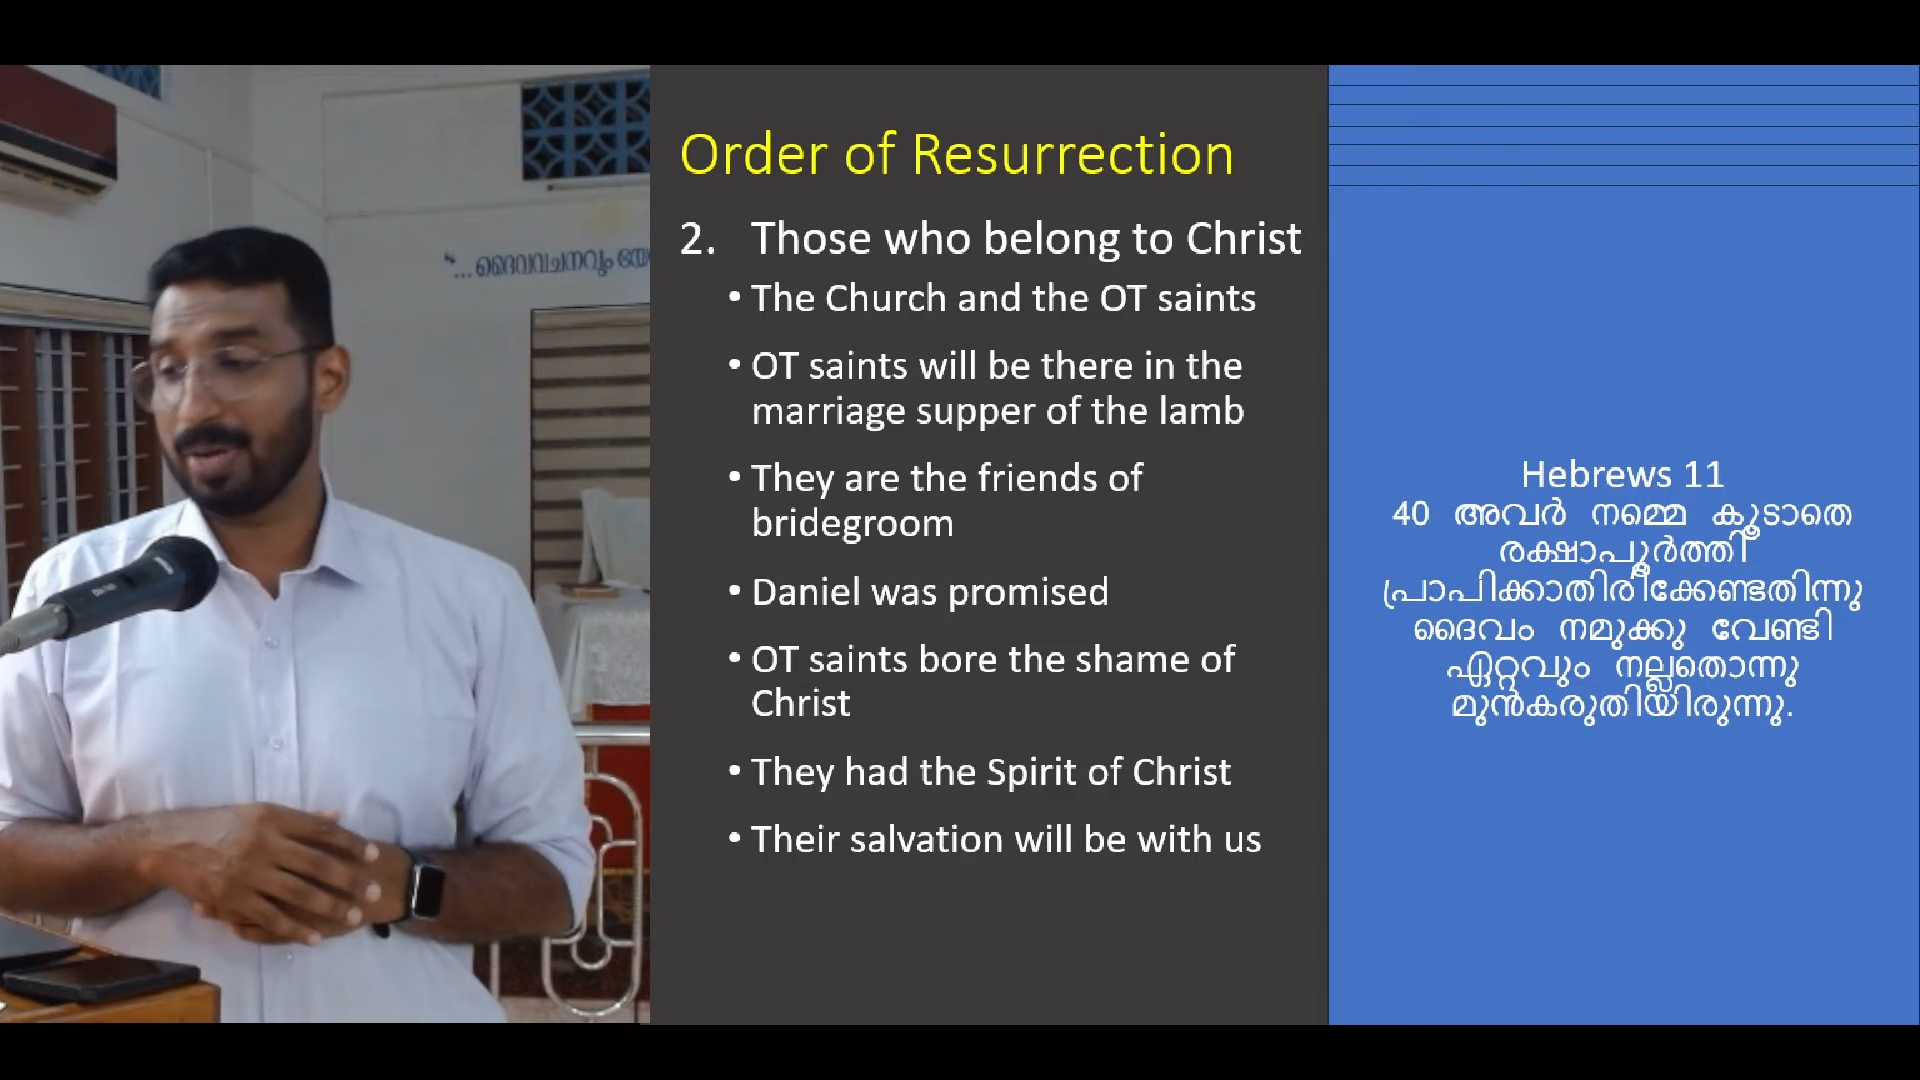 "...ദൈവവചനവും യേ
Order of Resurrection
2. Those who belong to Christ
• The Church and the OT saints
• OT saints will be there in the
marriage supper of the lamb
• They are the friends of
bridegroom
• Daniel was promised
• OT saints bore the shame of
Christ
• They had the Spirit of Christ
• Their salvation will be with us
Hebrews 11
40 അവർ നമ്മെ കൂടാതെ
രക്ഷാപൂർത്തി
പ്രാപിക്കാതിരിക്കേണ്ടതിന്നു
ദൈവം നമുക്കു വേണ്ടി
ഏറ്റവും നല്ലതൊന്നു
മുൻകരുതിയിരുന്നു.